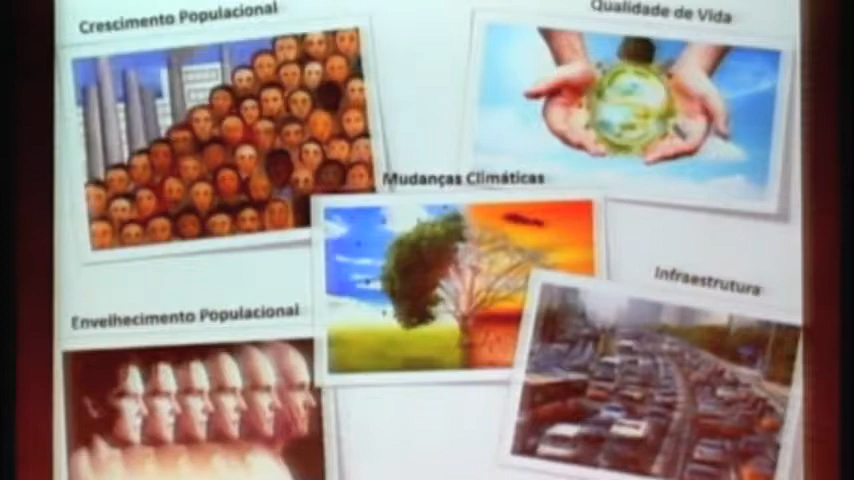 Crescimento Populacional
Qualidade de Vida
Mudanças Climáticas
Infraestrutura
Envelhecimento Populacional